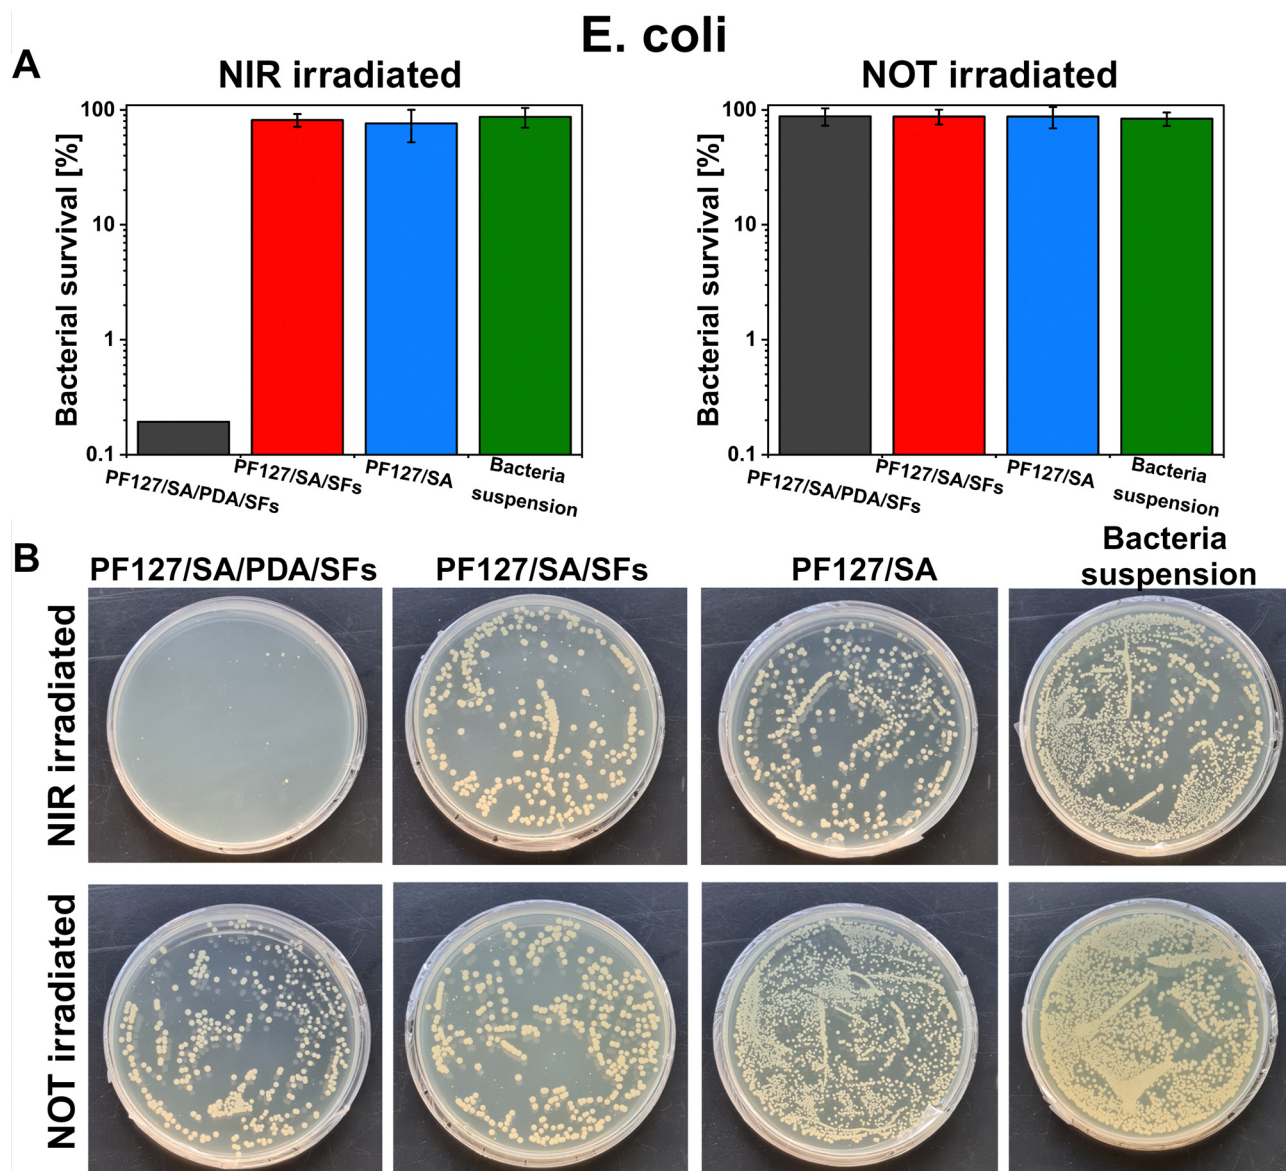 E. coli
A
NIR irradiated
Bacterial survival [%]
100
10
1
0.1
PF127/SA/PDA/SFs
PF127/SA/SFs
PF127/SA
Bacteria
suspension
NOT irradiated
Bacterial survival [%]
100
10
1
0.1
PF127/SA/PDA/SFs
PF127/SA/SFs
PF127/SA
Bacteria
suspension
B
PF127/SA/PDA/SFs
PF127/SA/SFs
PF127/SA
Bacteria
suspension
NIR irradiated
NOT irradiated